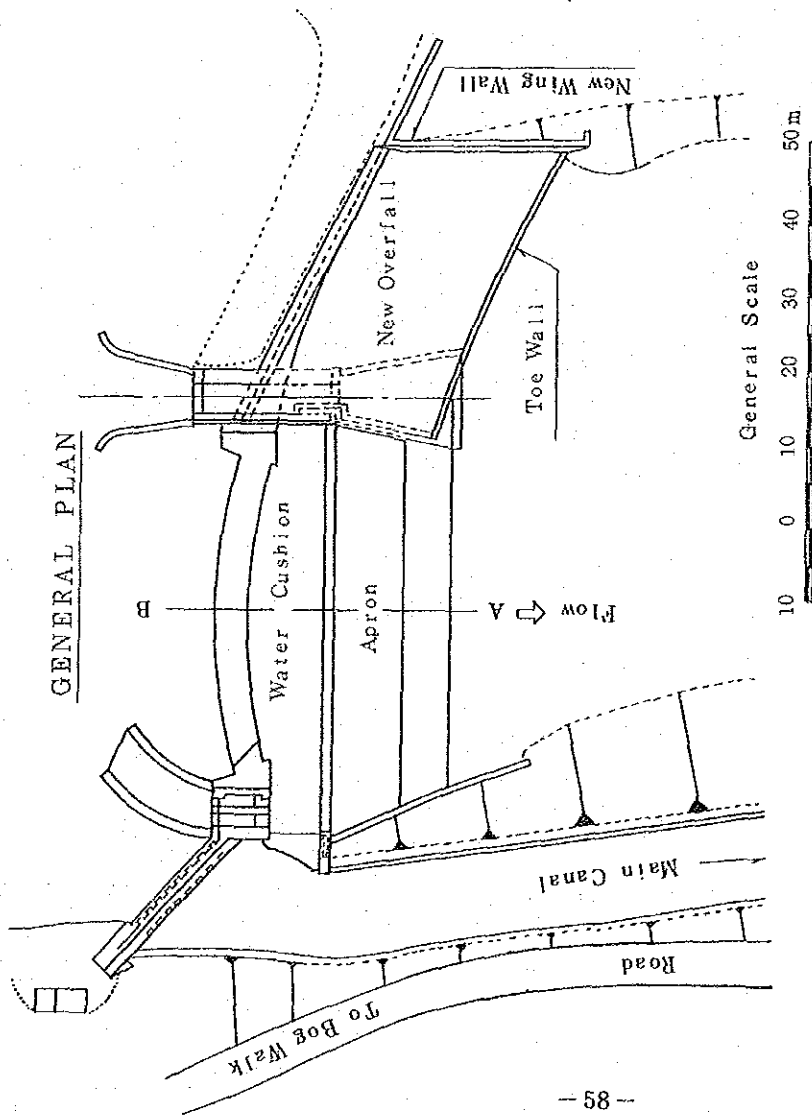 GENERAL PLAN
New Wing Wall
New Overfall
Toe Wall
B
Water Cushion
Apron
A
Flow
Main Canal
Road
To Bog Walk
General Scale
10 0 10 20 30 40 50 m
- 58 -